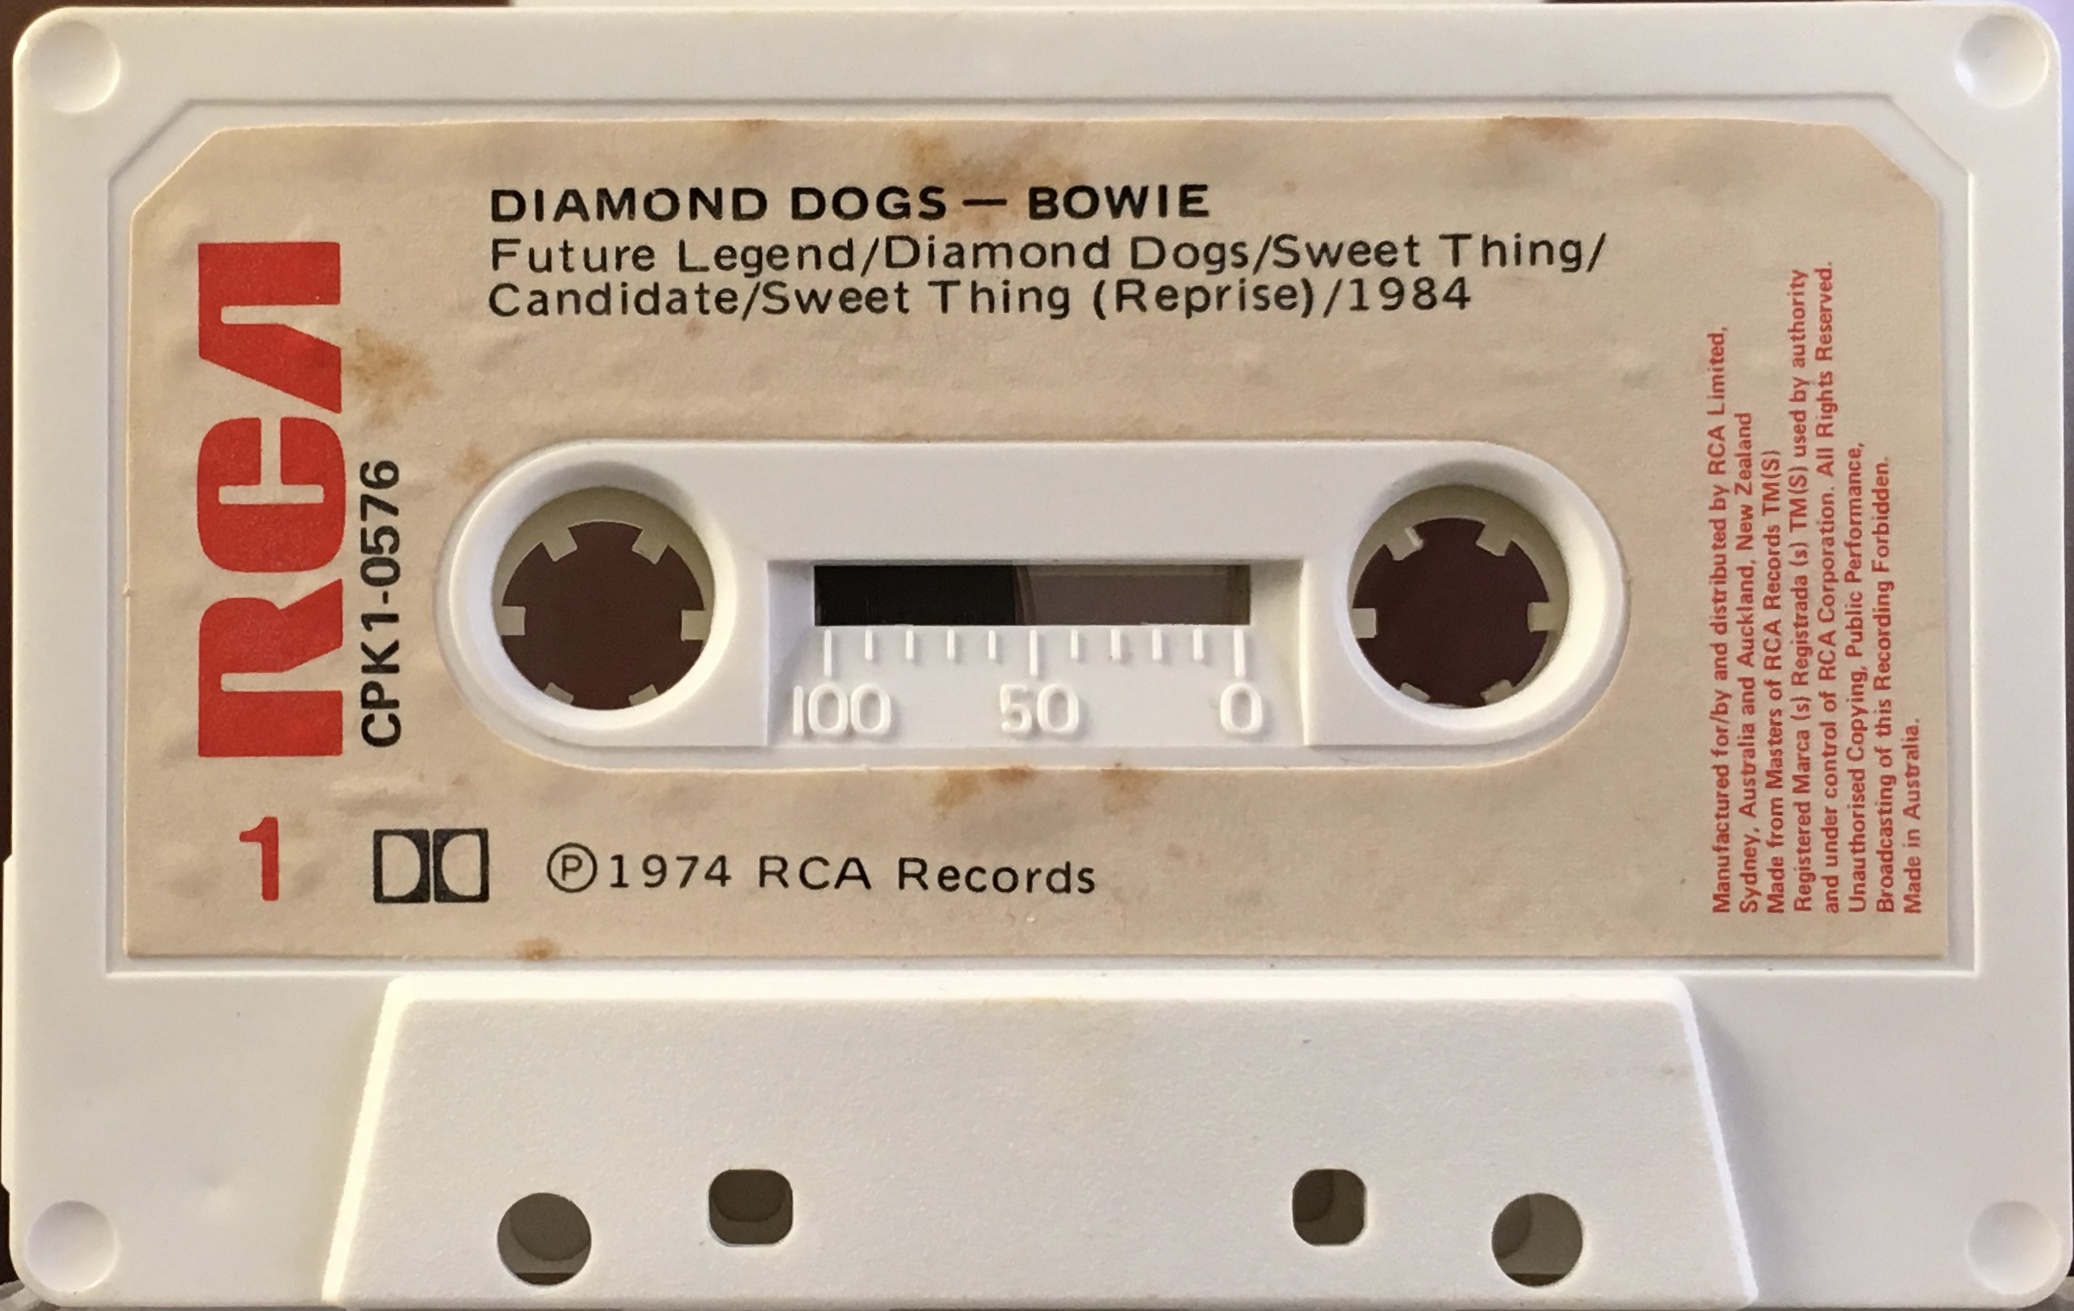 DIAMOND DOGS — BOWIE
Future Legend/Diamond Dogs/Sweet Thing/
Candidate/Sweet Thing (Reprise)/1984
RCA
CPK1-0576
100 50 0
1
Ⓟ1974 RCA Records
Manufactured for/by and distributed by RCA Limited,
Sydney, Australia and Auckland, New Zealand
Made from Masters of RCA Records TM(S)
Registered Marca (s) Registrada (s) TM(S) used by authority
and under control of RCA Corporation. All Rights Reserved.
Unauthorised Copying, Public Performance,
Broadcasting of this Recording Forbidden.
Made in Australia.